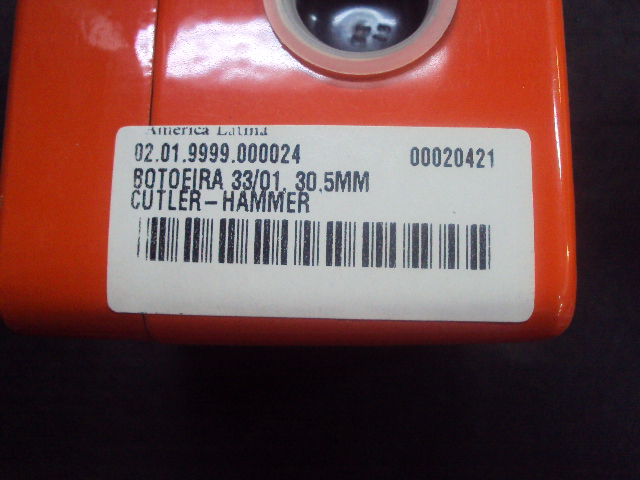 America Latina
02.01.9999.000024 00020421
BOTOEIRA 33/01, 30.5MM
CUTLER-HAMMER